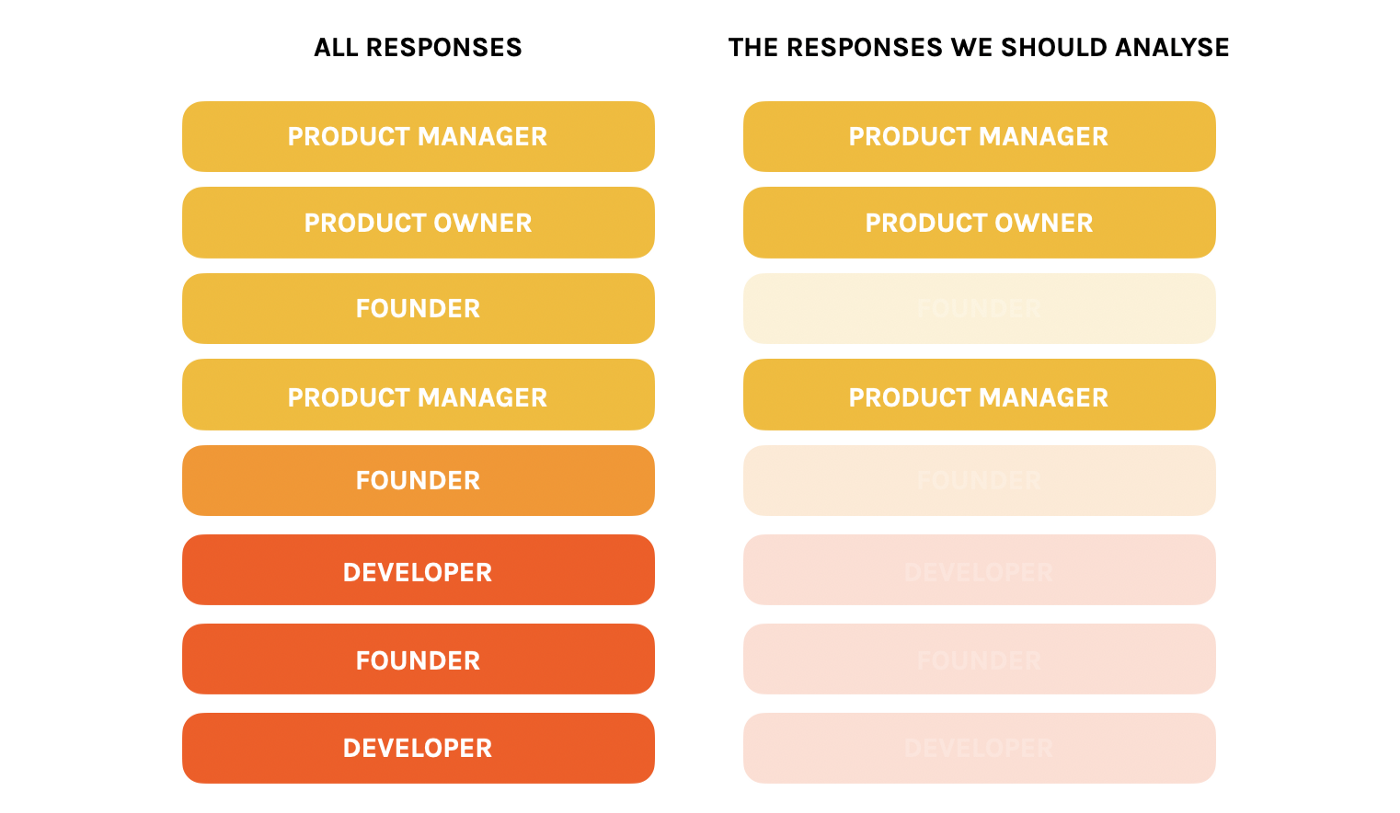 ALL RESPONSES
PRODUCT MANAGER
PRODUCT OWNER
FOUNDER
PRODUCT MANAGER
FOUNDER
DEVELOPER
FOUNDER
DEVELOPER
THE RESPONSES WE SHOULD ANALYSE
PRODUCT MANAGER
PRODUCT OWNER
FOUNDER
PRODUCT MANAGER
FOUNDER
DEVELOPER
FOUNDER
DEVELOPER